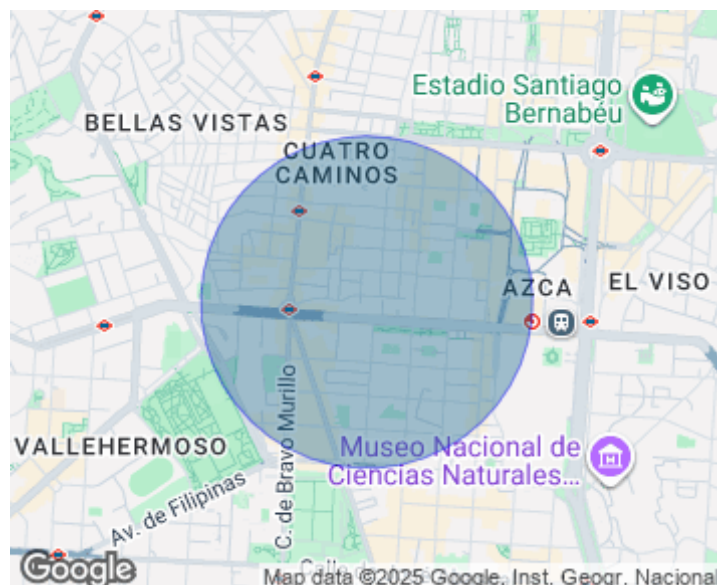 Estadio Santiago
Bernabéu
BELLAS VISTAS
CUATRO
CAMINOS
AZCA
EL VISO
C. de Bravo Murillo
VALLEHERMOSO
Museo Nacional de
Ciencias Naturales...
Av. de Filipinas
Google
Map data ©2025 Google, Inst. Geogr. Nacional